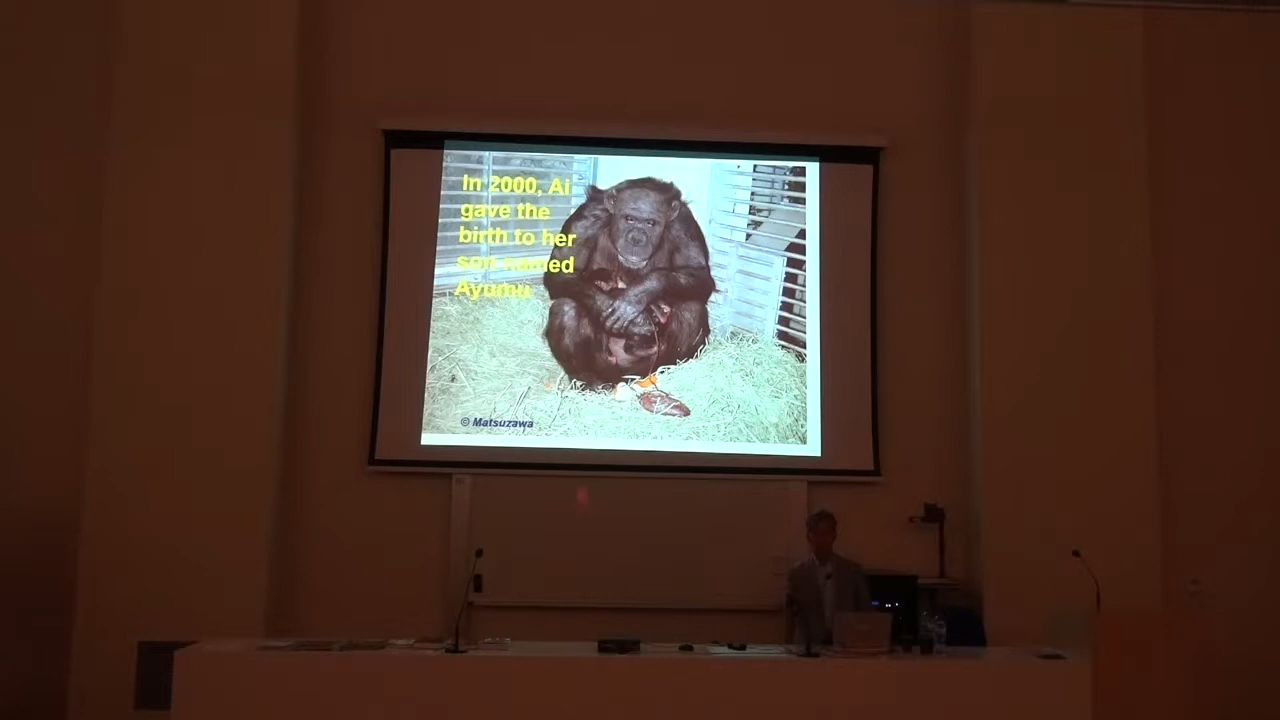 In 2000, Ai
gave the
birth to her
son named
Ayumu
© Matsuzawa